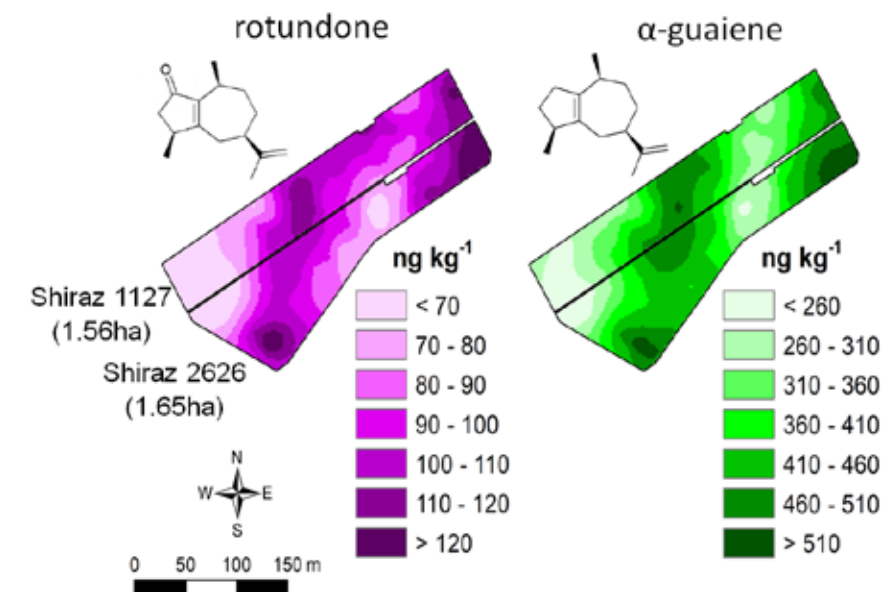 rotundone
α-guaiene
O
Shiraz 1127
(1.56ha)
Shiraz 2626
(1.65ha)
ng kg⁻¹
< 70
70 - 80
80 - 90
90 - 100
100 - 110
110 - 120
> 120
ng kg⁻¹
< 260
260 - 310
310 - 360
360 - 410
410 - 460
460 - 510
> 510
N
W E
S
0 50 100 150 m